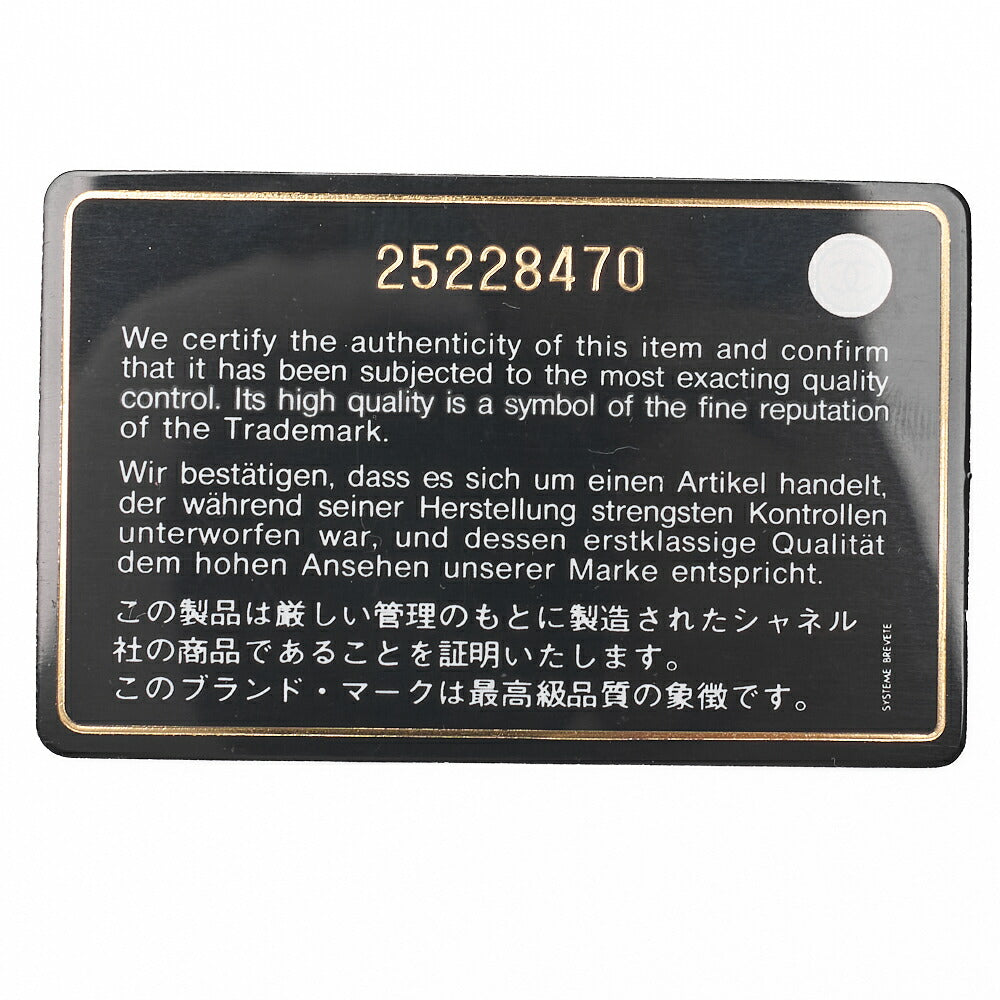 25228470
We certify the authenticity of this item and confirm
that it has been subjected to the most exacting quality
control. Its high quality is a symbol of the fine reputation
of the Trademark.
Wir bestätigen, dass es sich um einen Artikel handelt,
der während seiner Herstellung strengsten Kontrollen
unterworfen war, und dessen erstklassige Qualität
dem hohen Ansehen unserer Marke entspricht.
この製品は厳しい管理のもとに製造されたシャネル
社の商品であることを証明いたします。
このブランド・マークは最高級品質の象徴です。
SYSTEME BREVETE